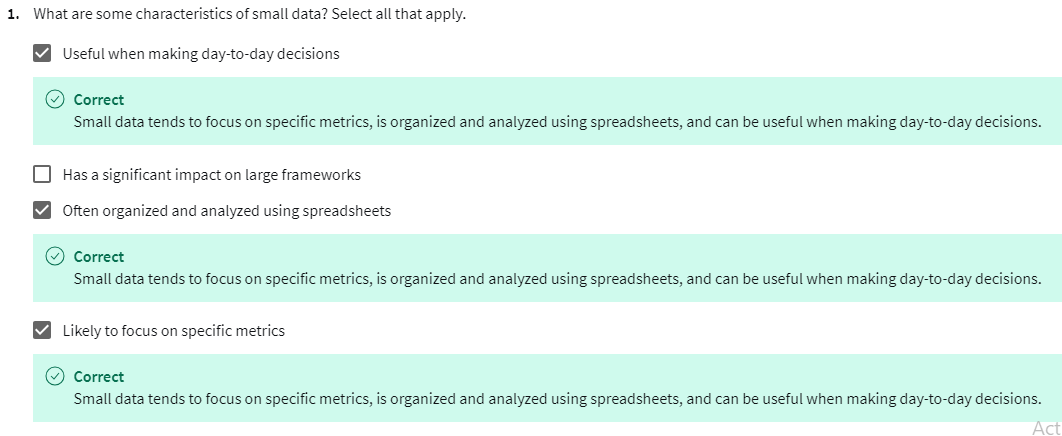 1. What are some characteristics of small data? Select all that apply.
Useful when making day-to-day decisions
Correct
Small data tends to focus on specific metrics, is organized and analyzed using spreadsheets, and can be useful when making day-to-day decisions.
Has a significant impact on large frameworks
Often organized and analyzed using spreadsheets
Correct
Small data tends to focus on specific metrics, is organized and analyzed using spreadsheets, and can be useful when making day-to-day decisions.
Likely to focus on specific metrics
Correct
Small data tends to focus on specific metrics, is organized and analyzed using spreadsheets, and can be useful when making day-to-day decisions.
Act